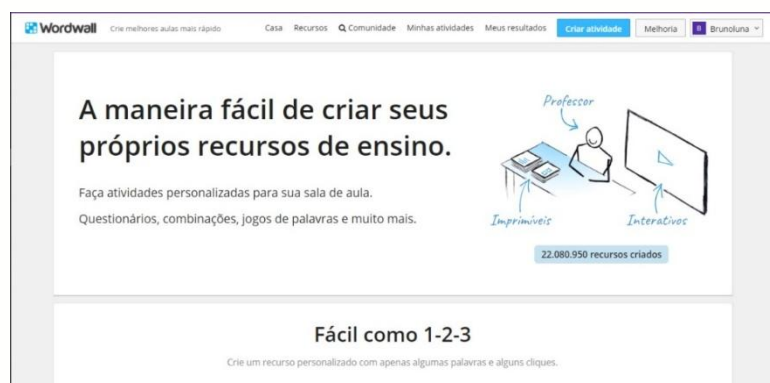 Wordwall Crie melhores aulas mais rápido Casa Recursos Comunidade Minhas atividades Meus resultados Criar atividade Melhoria B Brunoluna
A maneira fácil de criar seus
próprios recursos de ensino.
Faça atividades personalizadas para sua sala de aula.
Questionários, combinações, jogos de palavras e muito mais.
Professor
Imprimíveis
Interativos
22.080.950 recursos criados
Fácil como 1-2-3
Crie um recurso personalizado com apenas algumas palavras e alguns cliques.